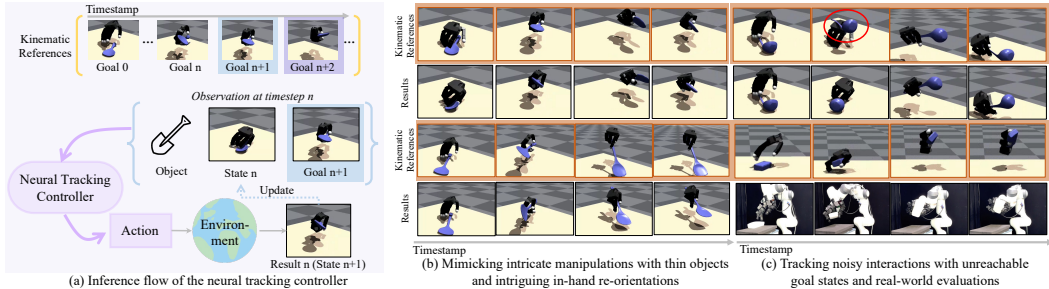 Timestamp
Kinematic
References
Goal 0
...
Goal n
Goal n+1
Goal n+2
...
Observation at timestep n
Object
State n
Goal n+1
Neural Tracking
Controller
Update
Action
Environ-
ment
Result n (State n+1)
(a) Inference flow of the neural tracking controller
Kinematic
References
Results
Kinematic
References
Results
Timestamp
(b) Mimicking intricate manipulations with thin objects
and intriguing in-hand re-orientations
Timestamp
(c) Tracking noisy interactions with unreachable
goal states and real-world evaluations